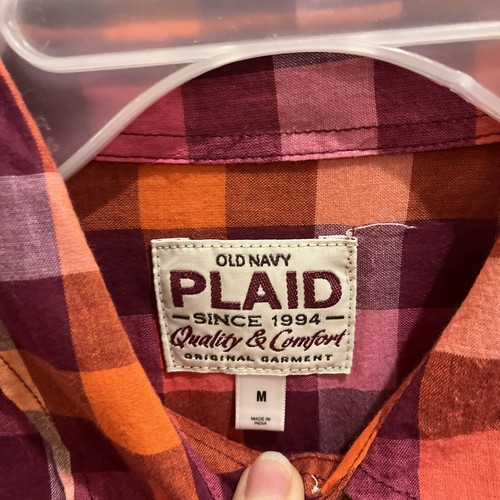 OLD NAVY
PLAID
SINCE 1994
Quality & Comfort
ORIGINAL GARMENT
M
MADE IN
INDIA